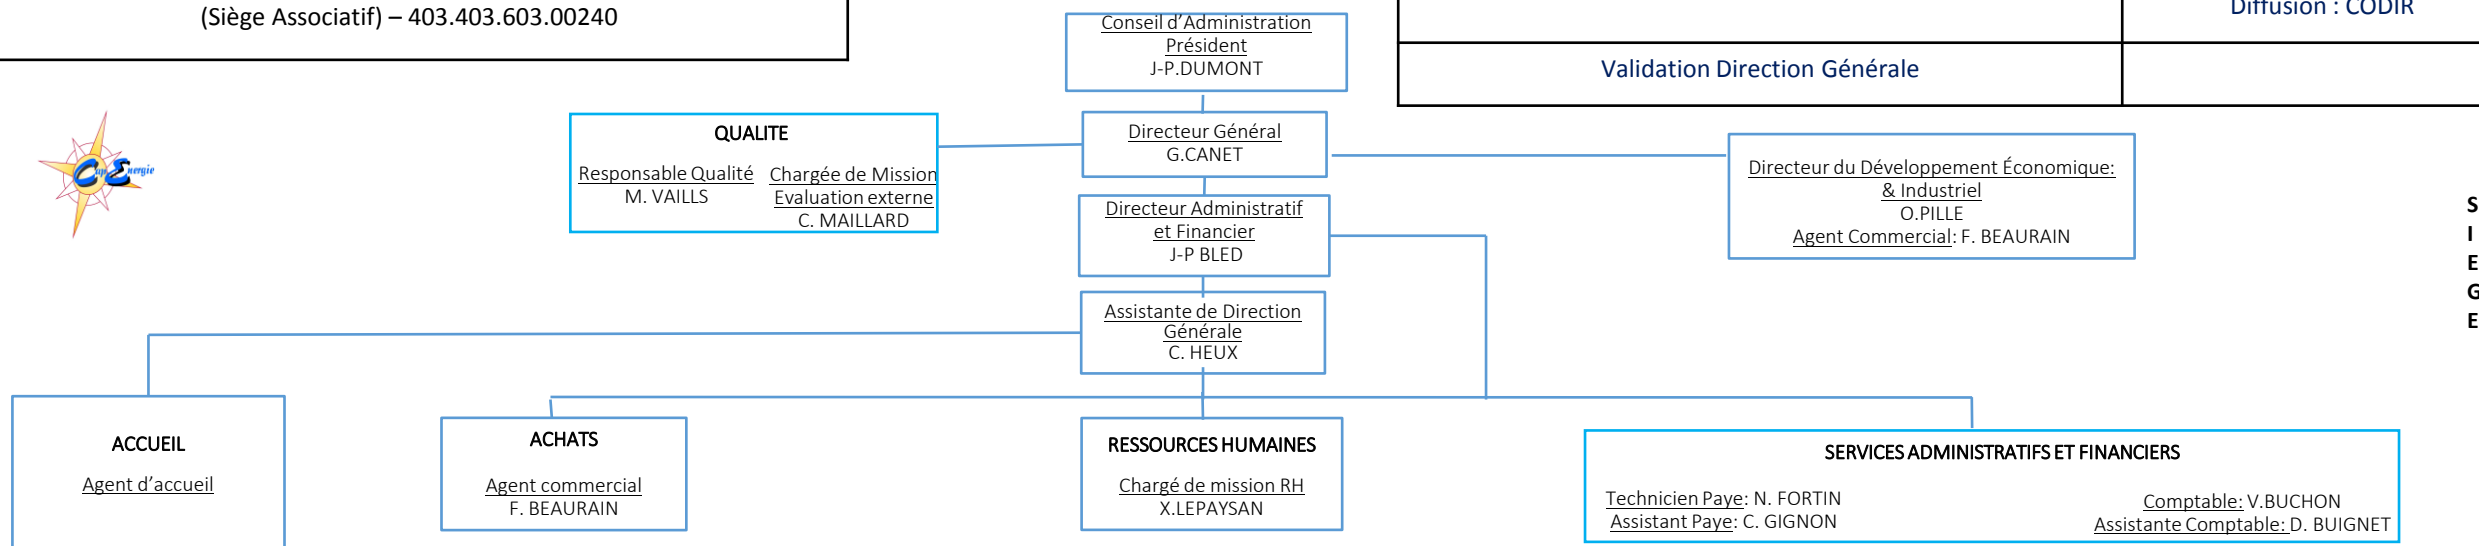 (Siège Associatif) – 403.403.603.00240
Diffusion : CODIR
Validation Direction Générale
Conseil d’Administration
Président
J-P.DUMONT
Cap Energie
QUALITE
Responsable Qualité
M. VAILLS
Chargée de Mission
Evaluation externe
C. MAILLARD
Directeur Général
G.CANET
Directeur du Développement Économique:
& Industriel
O.PILLE
Agent Commercial: F. BEAURAIN
Directeur Administratif
et Financier
J-P BLED
S
I
E
G
E
Assistante de Direction
Générale
C. HEUX
ACCUEIL
Agent d’accueil
ACHATS
Agent commercial
F. BEAURAIN
RESSOURCES HUMAINES
Chargé de mission RH
X.LEPAYSAN
SERVICES ADMINISTRATIFS ET FINANCIERS
Technicien Paye: N. FORTIN
Assistant Paye: C. GIGNON
Comptable: V.BUCHON
Assistante Comptable: D. BUIGNET